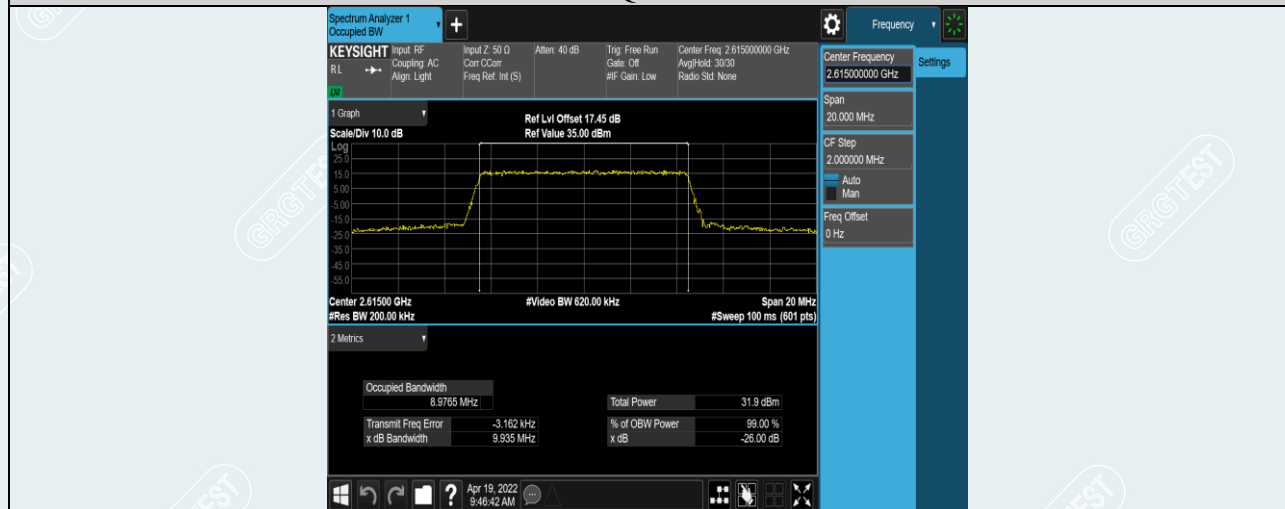 Spectrum Analyzer 1
Occupied BW
+
Frequency
KEYSIGHT Input: RF Input Z: 50 Ω Atten: 40 dB Trig: Free Run Center Freq: 2.615000000 GHz
RL Coupling: AC Corr CCorr Gate: Off Avg|Hold: 30/30
Align: Light Freq Ref: Int (S) #IF Gain: Low Radio Std: None
LXI
Center Frequency
2.615000000 GHz
Settings
Span
20.000 MHz
CF Step
2.000000 MHz
Auto
Man
Freq Offset
0 Hz
1 Graph
Ref Lvl Offset 17.45 dB
Scale/Div 10.0 dB Ref Value 35.00 dBm
Log
25.0
15.0
5.00
-5.00
-15.0
-25.0
-35.0
-45.0
-55.0
Center 2.61500 GHz #Video BW 620.00 kHz Span 20 MHz
#Res BW 200.00 kHz #Sweep 100 ms (601 pts)
2 Metrics
Occupied Bandwidth
8.9765 MHz Total Power 31.9 dBm
Transmit Freq Error -3.162 kHz % of OBW Power 99.00 %
x dB Bandwidth 9.935 MHz x dB -26.00 dB
? Apr 19, 2022
9:46:42 AM
GRGTEST
GRGTEST
GRGTEST